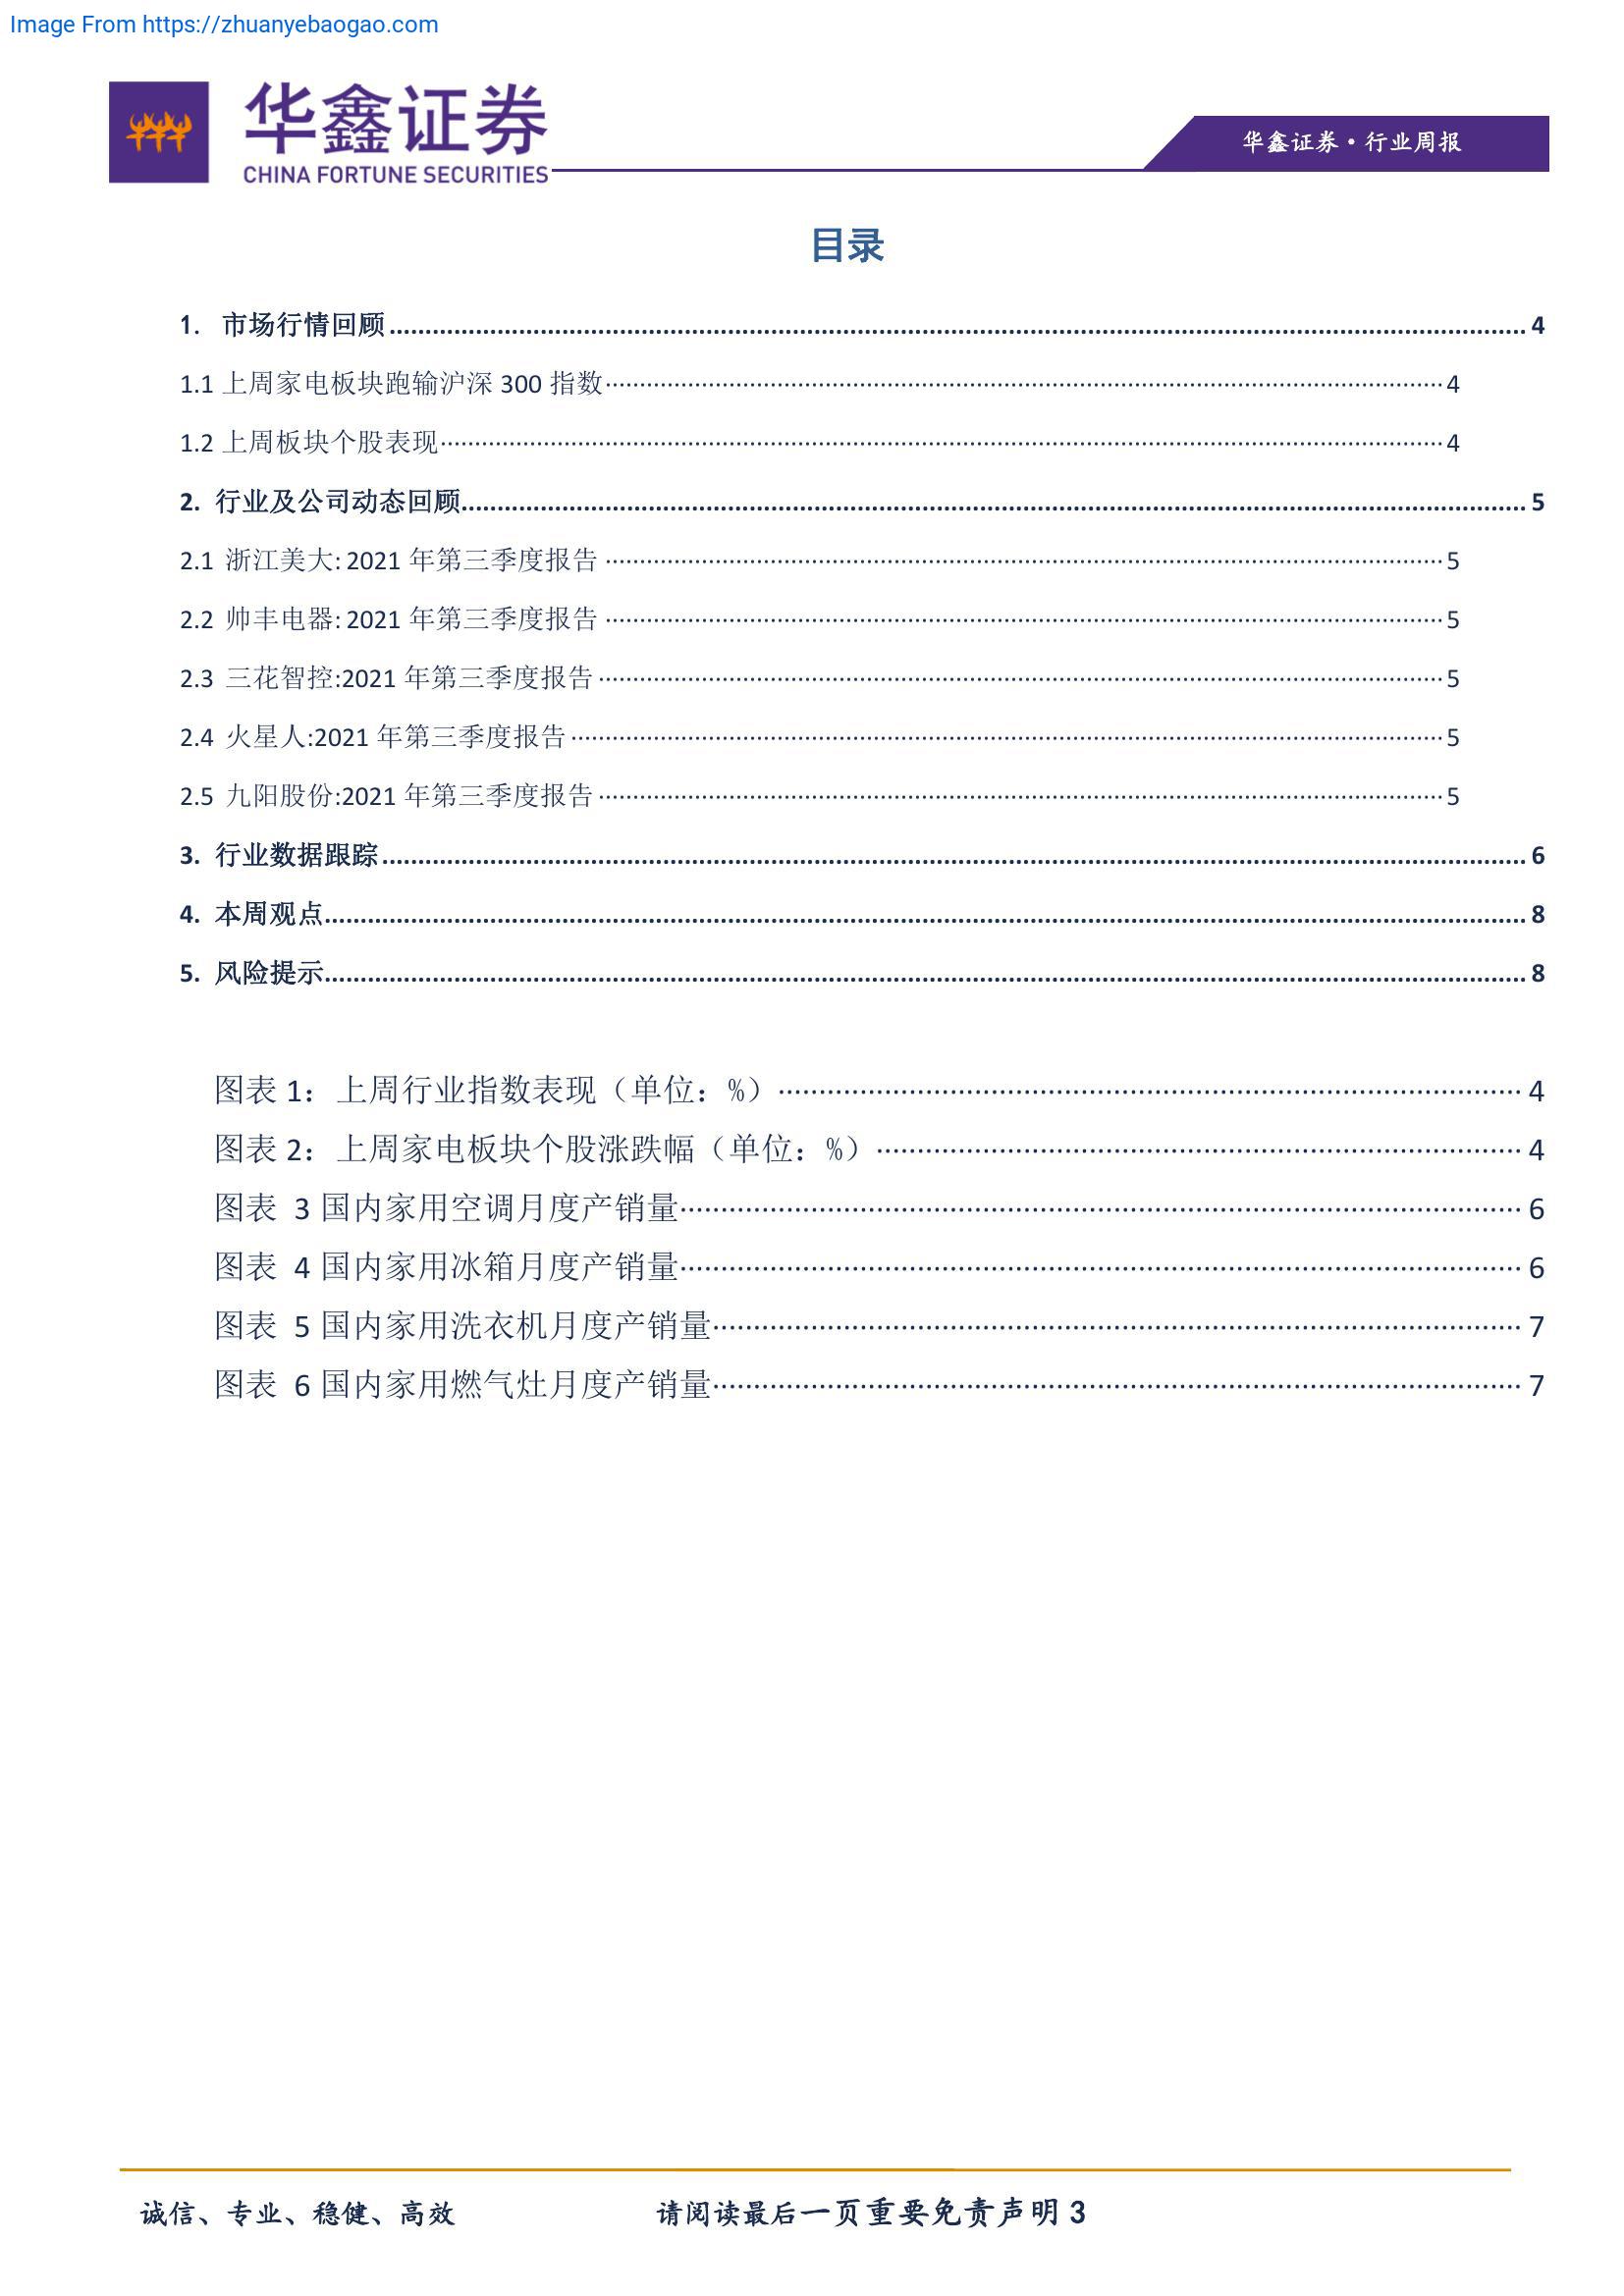 Image From https://zhuanyebaogao.com
华鑫证券
CHINA FORTUNE SECURITIES
华鑫证券·行业周报
目录
1. 市场行情回顾 4
1.1 上周家电板块跑输沪深 300 指数 4
1.2 上周板块个股表现 4
2. 行业及公司动态回顾 5
2.1 浙江美大: 2021 年第三季度报告 5
2.2 帅丰电器: 2021 年第三季度报告 5
2.3 三花智控:2021 年第三季度报告 5
2.4 火星人:2021 年第三季度报告 5
2.5 九阳股份:2021 年第三季度报告 5
3. 行业数据跟踪 6
4. 本周观点 8
5. 风险提示 8
图表 1：上周行业指数表现（单位：%） 4
图表 2：上周家电板块个股涨跌幅（单位：%） 4
图表 3 国内家用空调月度产销量 6
图表 4 国内家用冰箱月度产销量 6
图表 5 国内家用洗衣机月度产销量 7
图表 6 国内家用燃气灶月度产销量 7
诚信、专业、稳健、高效 请阅读最后一页重要免责声明 3